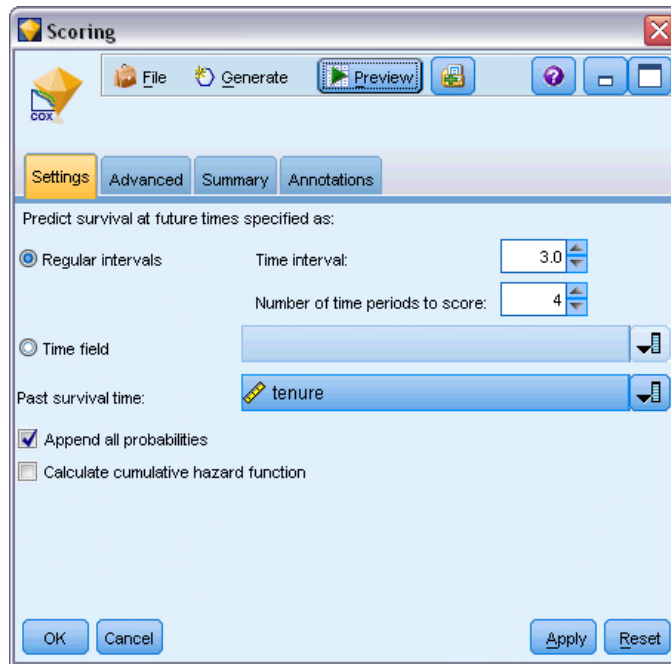 Scoring
File Generate Preview
COX
Settings Advanced Summary Annotations
Predict survival at future times specified as:
Regular intervals Time interval: 3.0
Number of time periods to score: 4
Time field
Past survival time: tenure
Append all probabilities
Calculate cumulative hazard function
OK Cancel Apply Reset